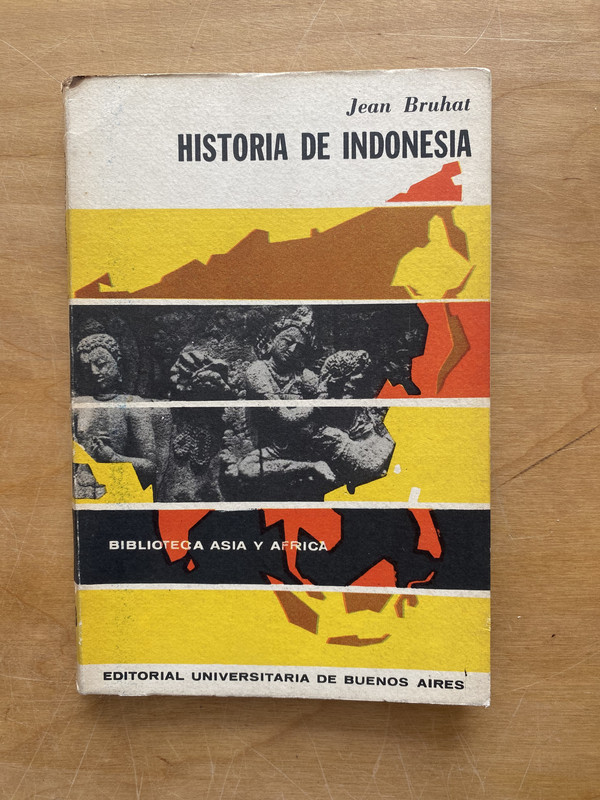 Jean Bruhat
HISTORIA DE INDONESIA
BIBLIOTECA ASIA Y AFRICA
EDITORIAL UNIVERSITARIA DE BUENOS AIRES